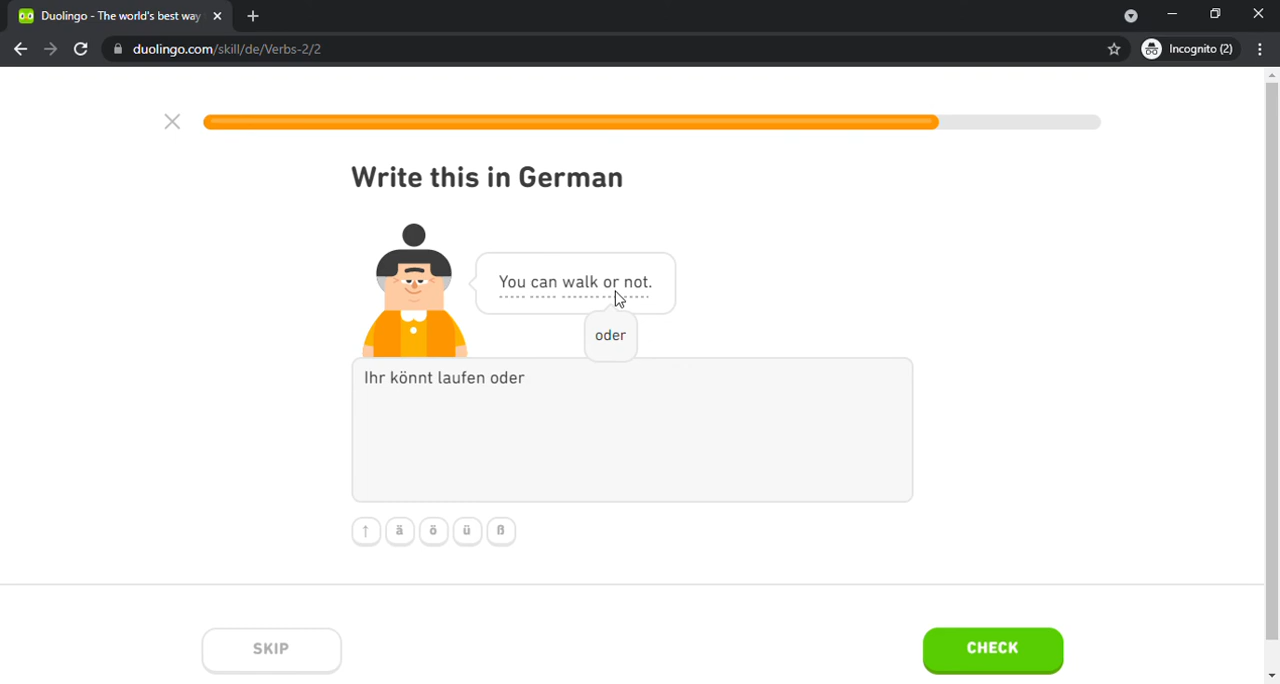 Duolingo - The world's best way
duolingo.com/skill/de/Verbs-2/2
Incognito (2)
Write this in German
You can walk or not.
oder
Ihr könnt laufen oder
↑ ä ö ü ß
SKIP
CHECK